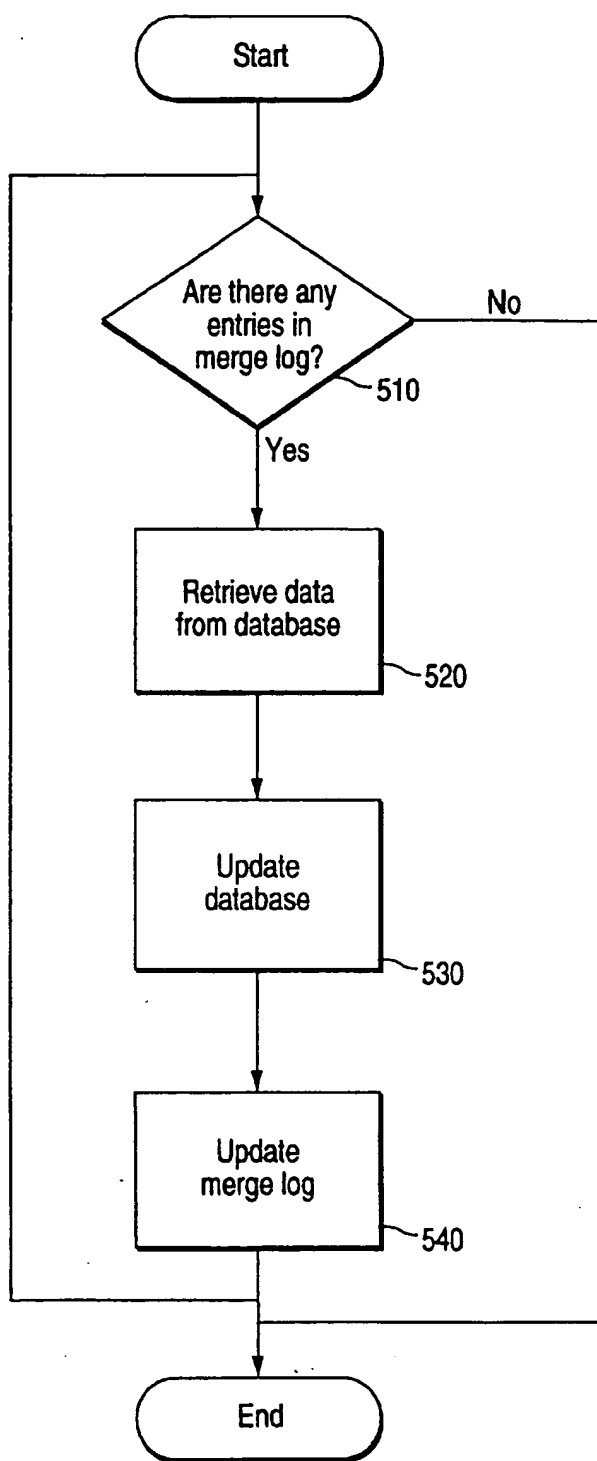 Start
Are there any
entries in
merge log?
No
510
Yes
Retrieve data
from database
520
Update
database
530
Update
merge log
540
End